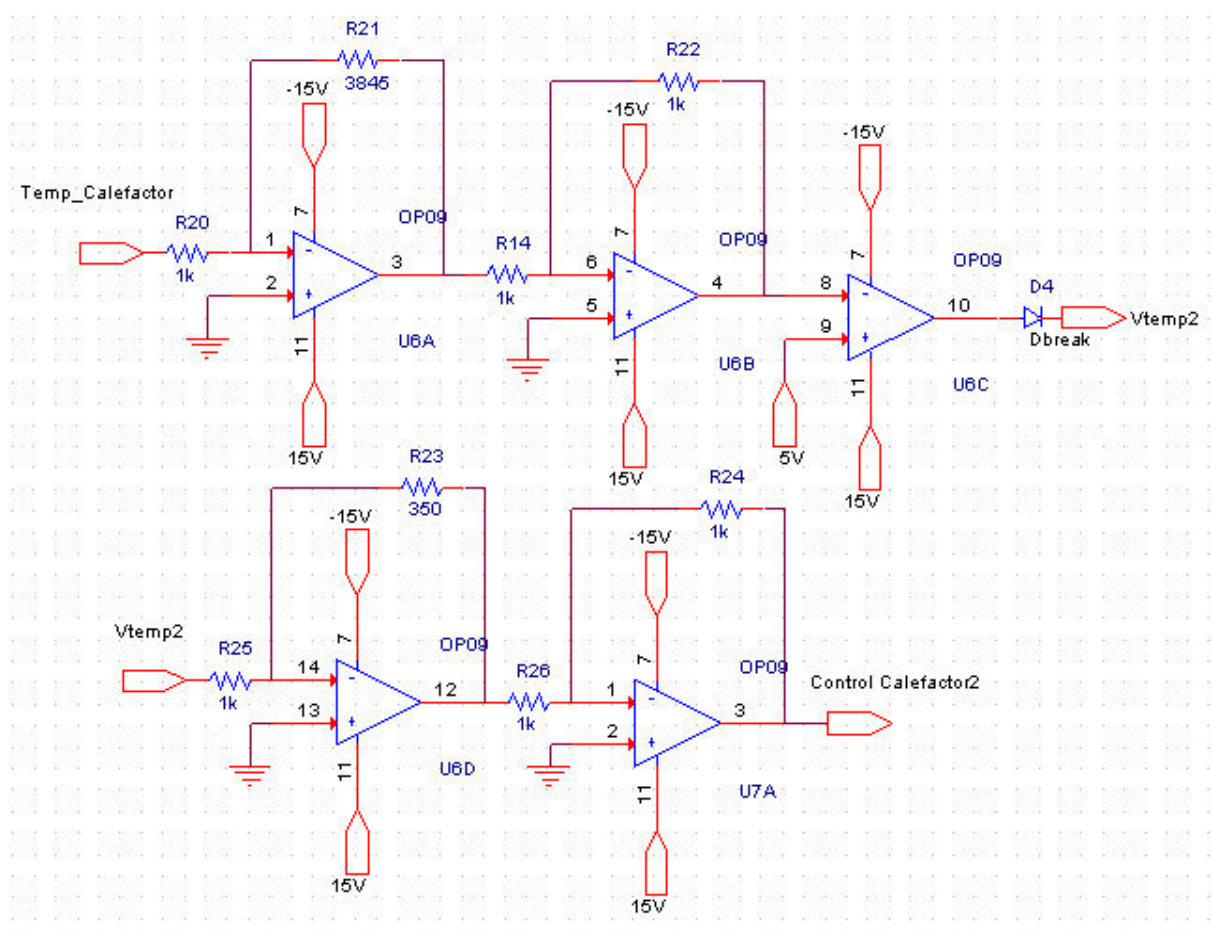 R21
3845
-15V
R22
1k
-15V
-15V
Temp_Calefactor
R20
1k
1
2
7
11
3
OP09
U6A
15V
R14
1k
6
5
7
11
4
OP09
U6B
15V
8
9
7
11
10
OP09
U6C
5V
15V
D4
Dbreak
Vtemp2
R23
350
-15V
R24
1k
-15V
Vtemp2
R25
1k
14
13
7
11
12
OP09
U6D
15V
R26
1k
1
2
7
11
3
OP09
U7A
15V
Control Calefactor2